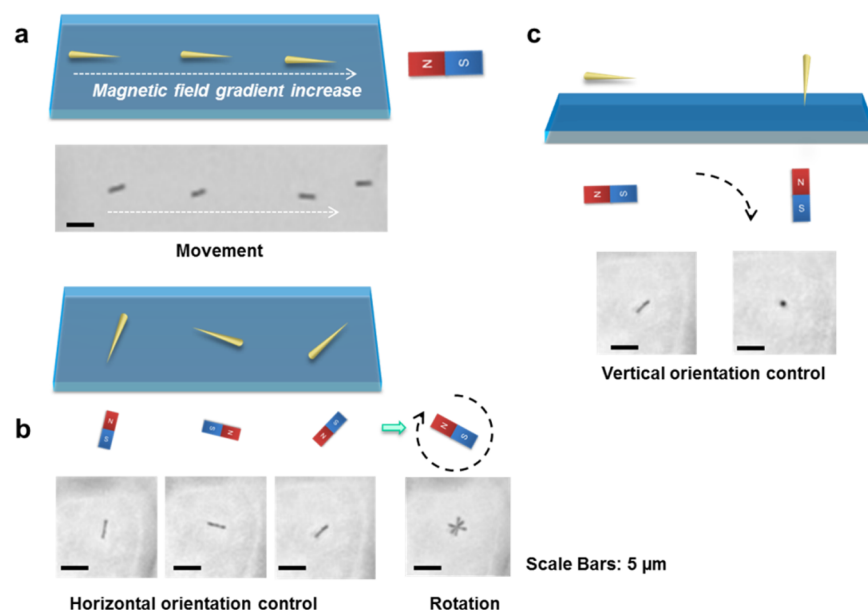 a
N S
Magnetic field gradient increase
Movement
N
S
S N
S
N
N S
b
Horizontal orientation control
Rotation
Scale Bars: 5 µm
c
N S
N
S
Vertical orientation control